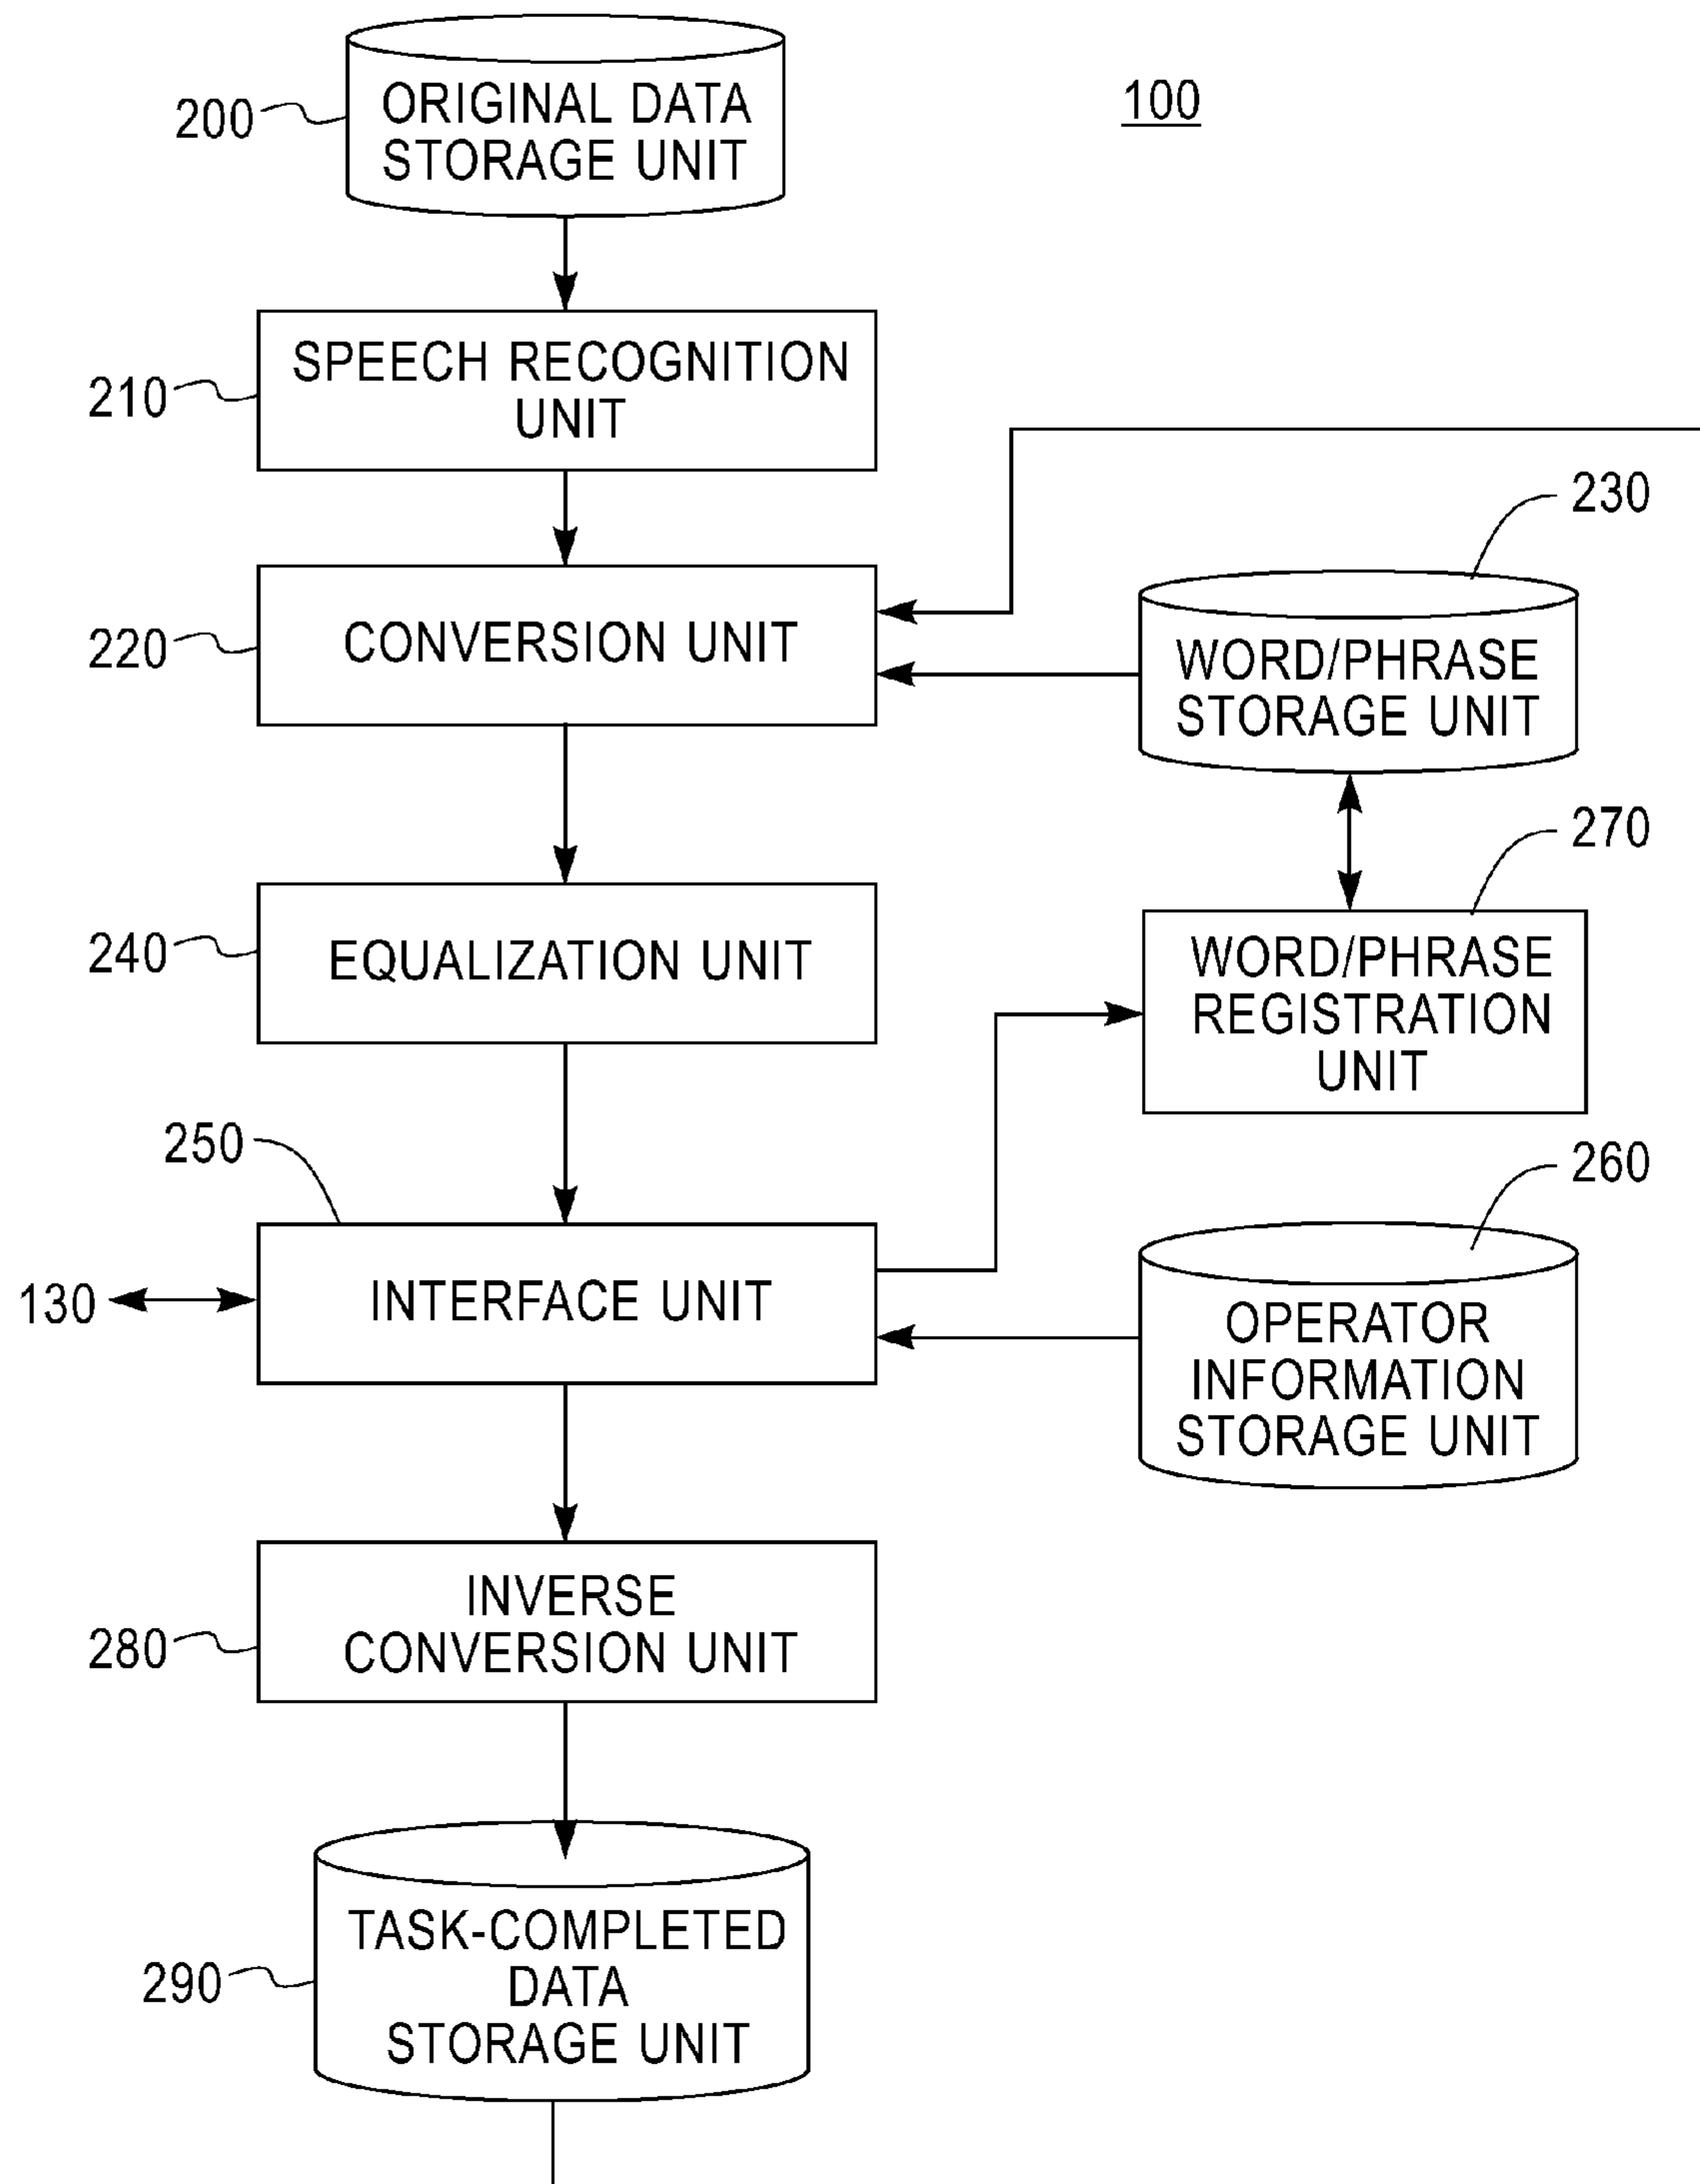 100
200
ORIGINAL DATA
STORAGE UNIT
210
SPEECH RECOGNITION
UNIT
220
CONVERSION UNIT
230
WORD/PHRASE
STORAGE UNIT
240
EQUALIZATION UNIT
270
WORD/PHRASE
REGISTRATION
UNIT
250
130
INTERFACE UNIT
260
OPERATOR
INFORMATION
STORAGE UNIT
280
INVERSE
CONVERSION UNIT
290
TASK-COMPLETED
DATA
STORAGE UNIT